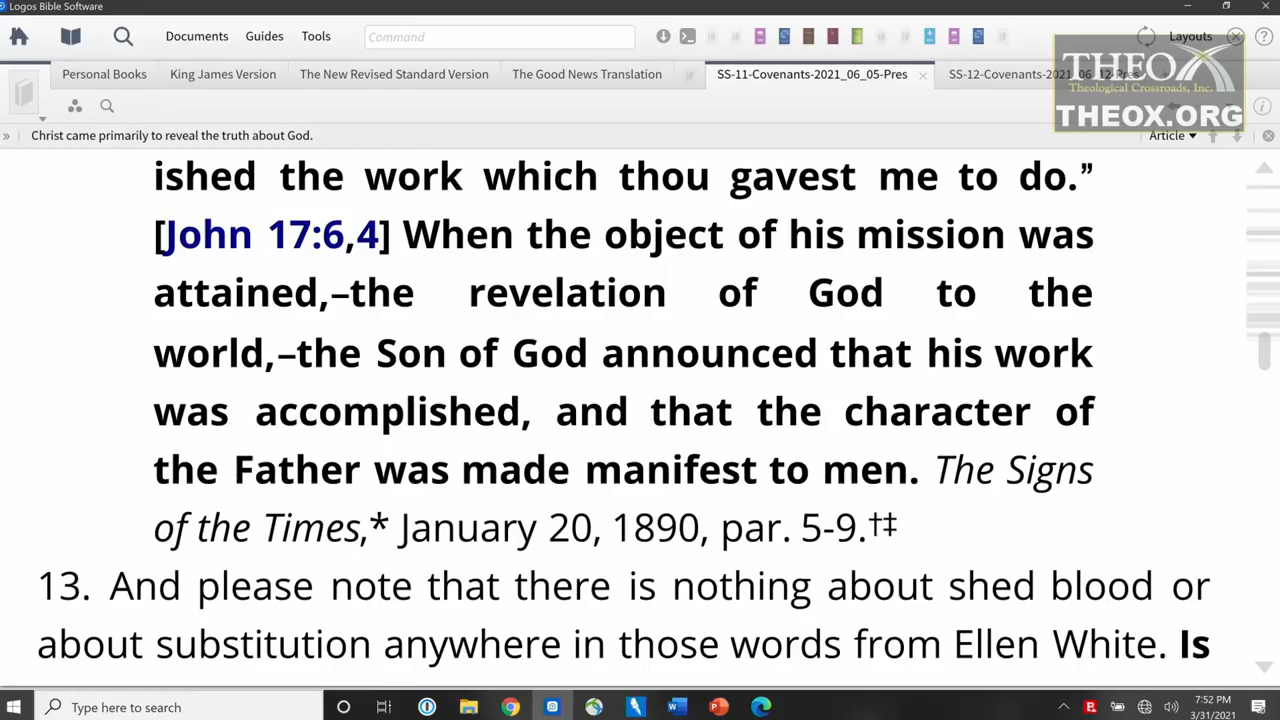 Logos Bible Software
Documents Guides Tools Command Layouts
Personal Books King James Version The New Revised Standard Version The Good News Translation SS-11-Covenants-2021_06_05-Pres SS-12-Covenants-2021_06_12-Pres
THEOX
Theological Crossroads, Inc.
THEOX.ORG
» Christ came primarily to reveal the truth about God. Article
ished the work which thou gavest me to do.”
[John 17:6,4] When the object of his mission was
attained,–the revelation of God to the
world,–the Son of God announced that his work
was accomplished, and that the character of
the Father was made manifest to men. The Signs
of the Times,* January 20, 1890, par. 5-9.†‡
13. And please note that there is nothing about shed blood or
about substitution anywhere in those words from Ellen White. Is
Type here to search
7:52 PM
3/31/2021